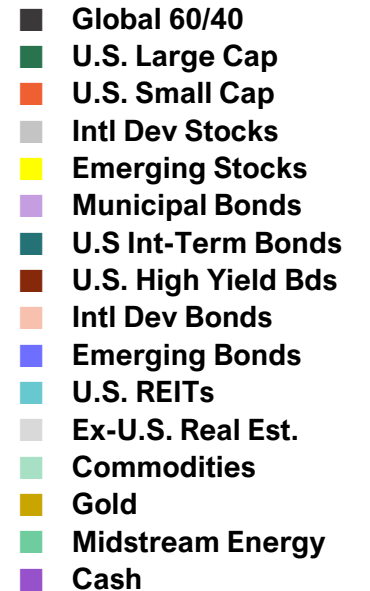 Global 60/40
U.S. Large Cap
U.S. Small Cap
Intl Dev Stocks
Emerging Stocks
Municipal Bonds
U.S Int-Term Bonds
U.S. High Yield Bds
Intl Dev Bonds
Emerging Bonds
U.S. REITs
Ex-U.S. Real Est.
Commodities
Gold
Midstream Energy
Cash